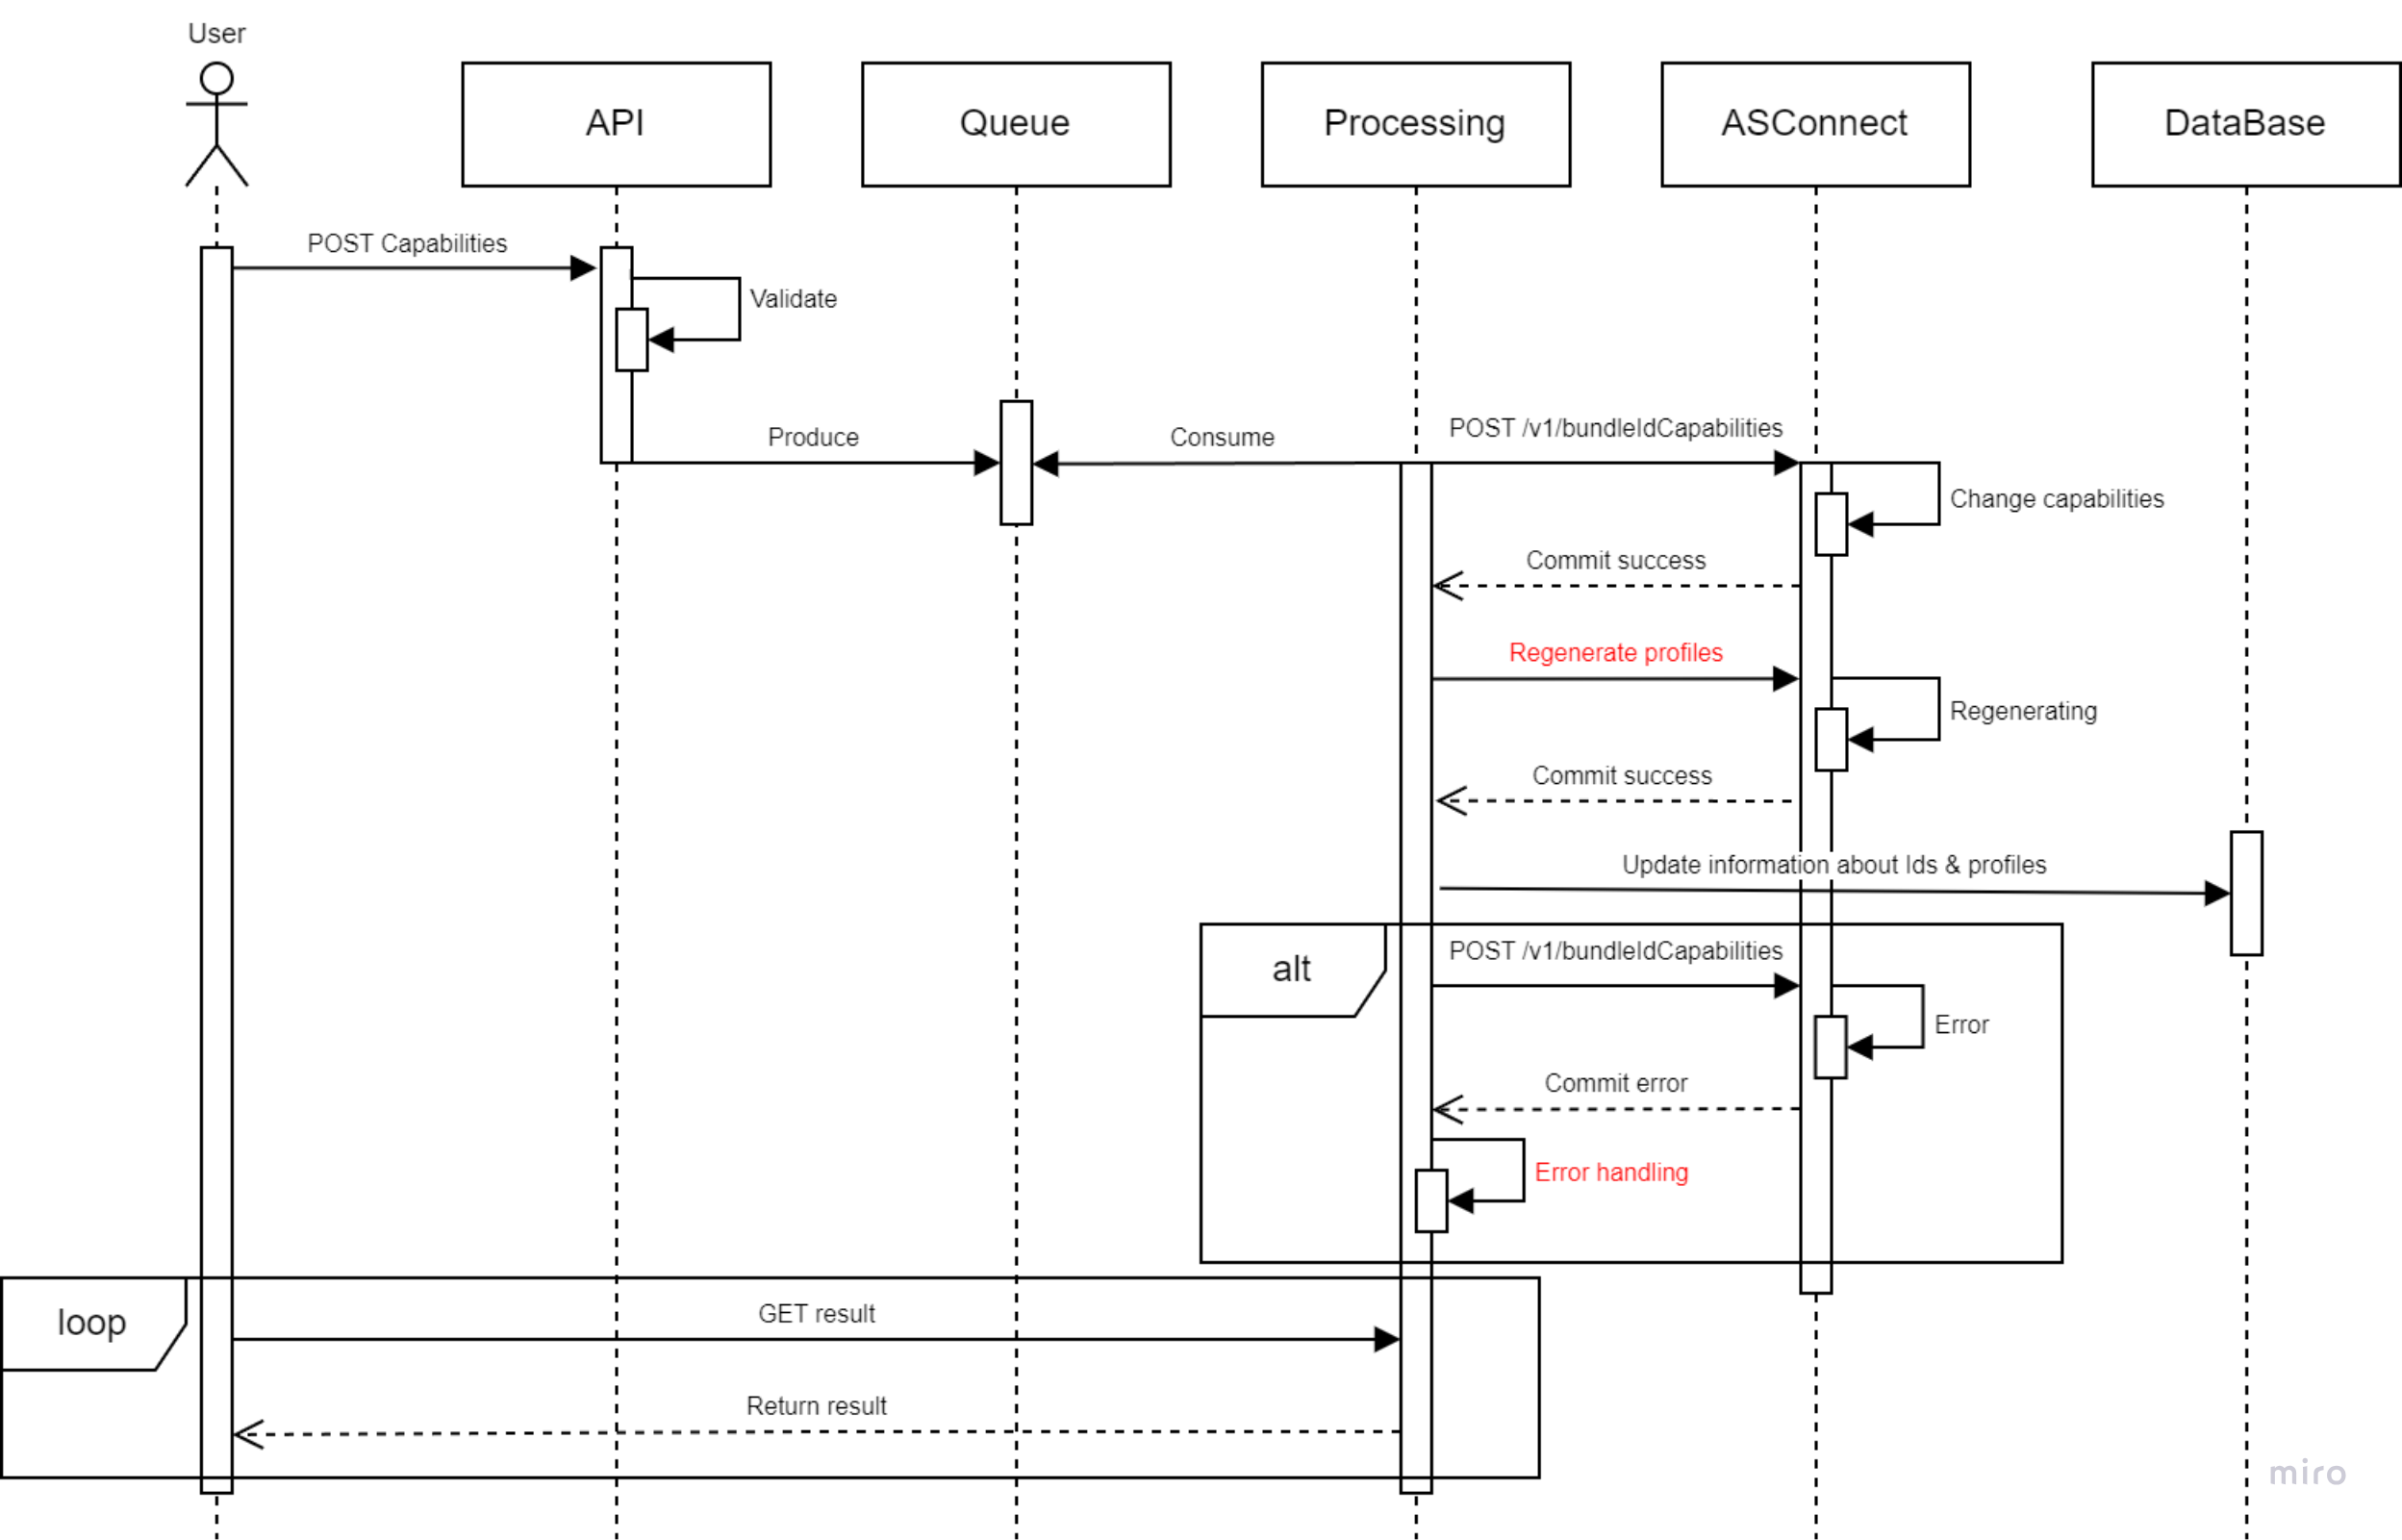 User
API
Queue
Processing
ASConnect
DataBase
POST Capabilities
Validate
Produce
Consume
POST /v1/bundleIdCapabilities
Change capabilities
Commit success
Regenerate profiles
Regenerating
Commit success
Update information about Ids & profiles
alt
POST /v1/bundleIdCapabilities
Error
Commit error
Error handling
loop
GET result
Return result
miro